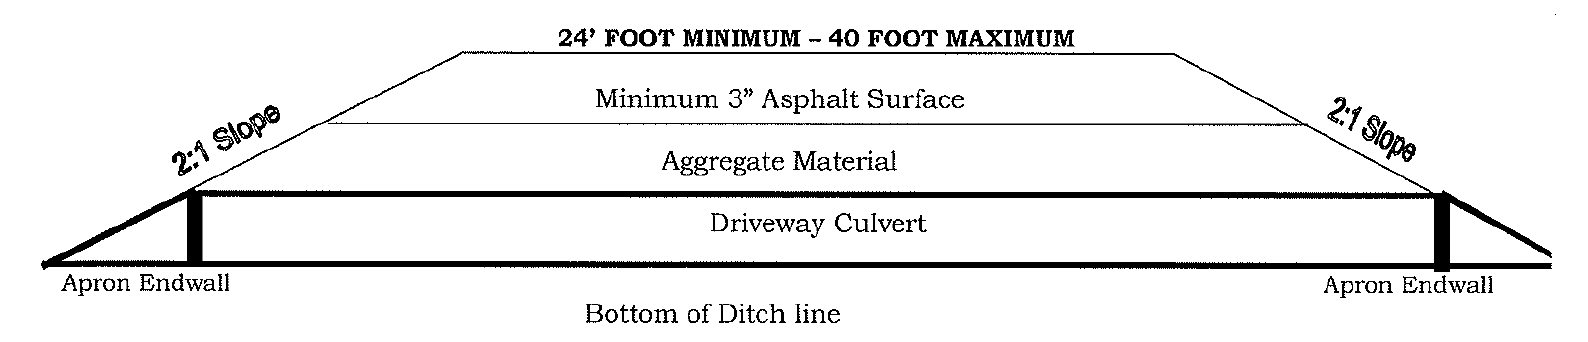 24' FOOT MINIMUM – 40 FOOT MAXIMUM
Minimum 3” Asphalt Surface
2:1 Slope
2:1 Slope
Aggregate Material
Driveway Culvert
Apron Endwall
Apron Endwall
Bottom of Ditch line